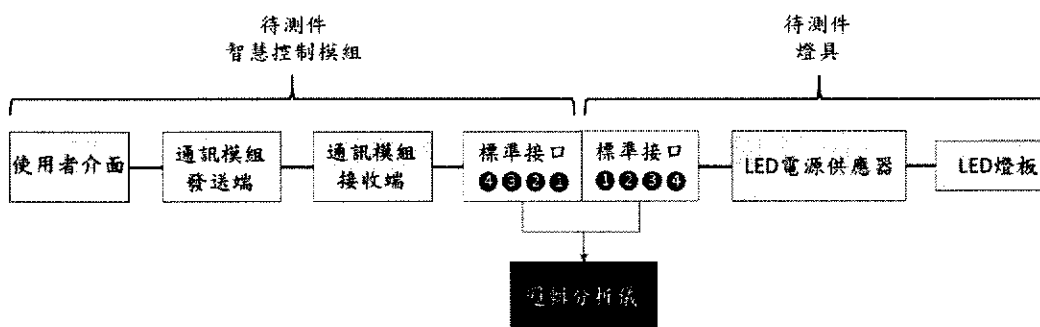 待測件
智慧控制模組
待測件
燈具
使用者介面
通訊模組
發送端
通訊模組
接收端
標準接口
❹❸❷❶
標準接口
❶❷❸❹
LED電源供應器
LED燈板
邏輯分析儀